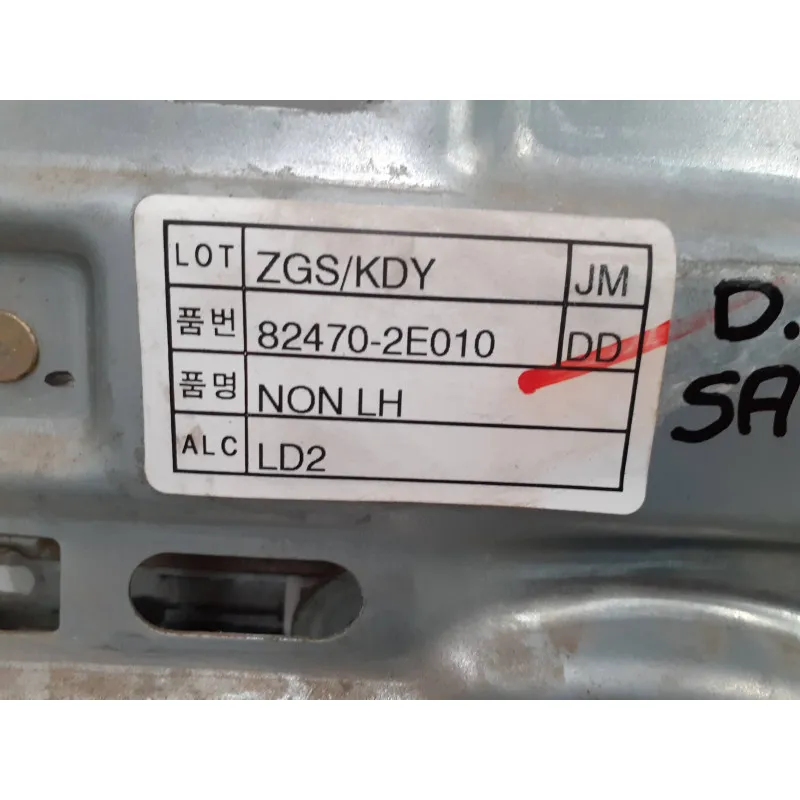 LOT ZGS/KDY JM
품번 82470-2E010 DD
품명 NON LH
ALC LD2
D.
SA